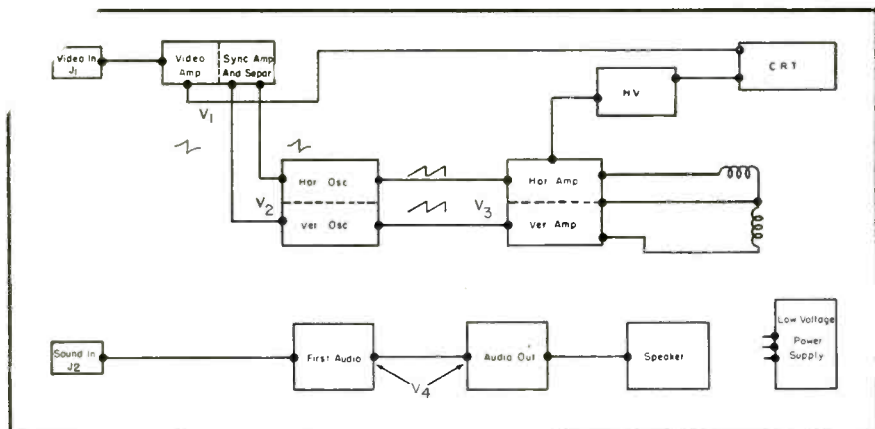 Video In
J1
Video
Amp
Sync Amp
And Separ
V1
HV
CRT
Hor Osc
Ver Osc
V2
V3
Hor Amp
Ver Amp
Sound In
J2
First Audio
V4
Audio Out
Speaker
Low Voltage
Power
Supply